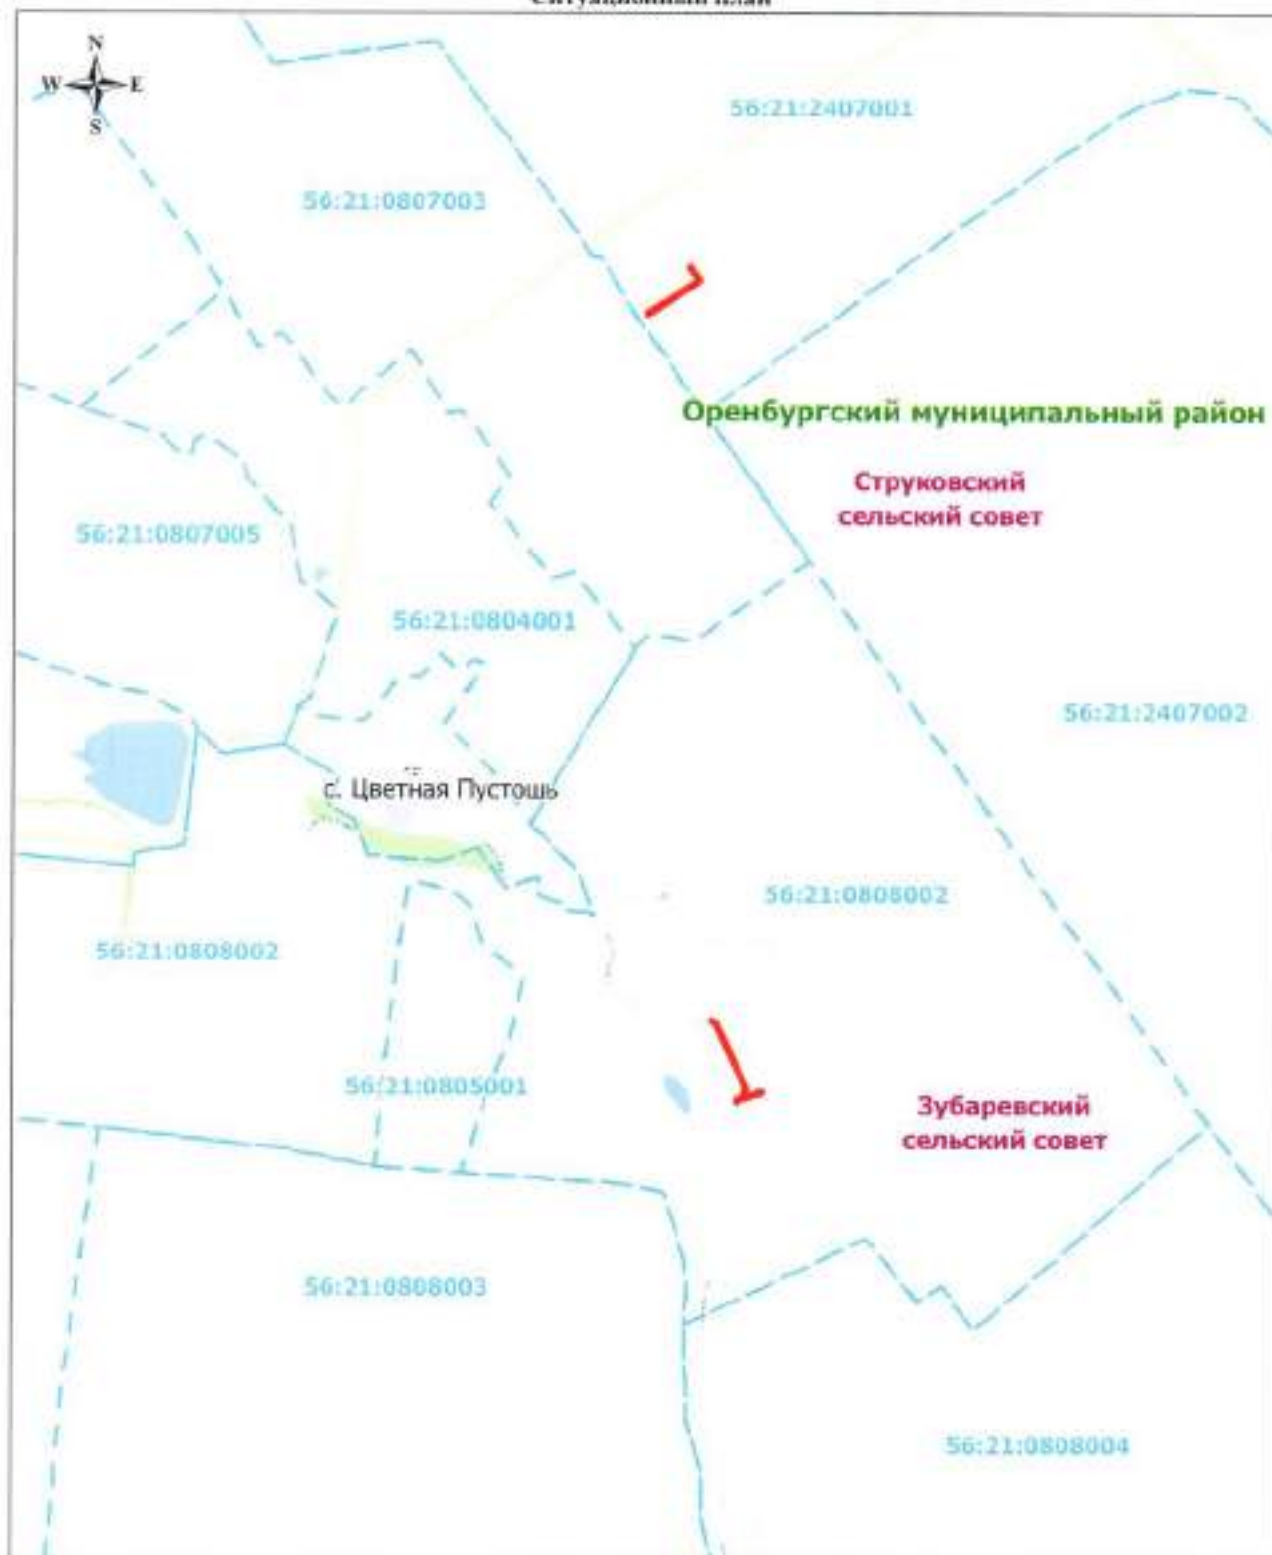 Ситуационный план
N
W E
S
56:21:2407001
56:21:0807003
Оренбургский муниципальный район
Струковский
сельский совет
56:21:0807005
56:21:0804001
56:21:2407002
с. Цветная Пустошь
56:21:0808002
56:21:0808002
56:21:0805001
Зубаревский
сельский совет
56:21:0808003
56:21:0808004